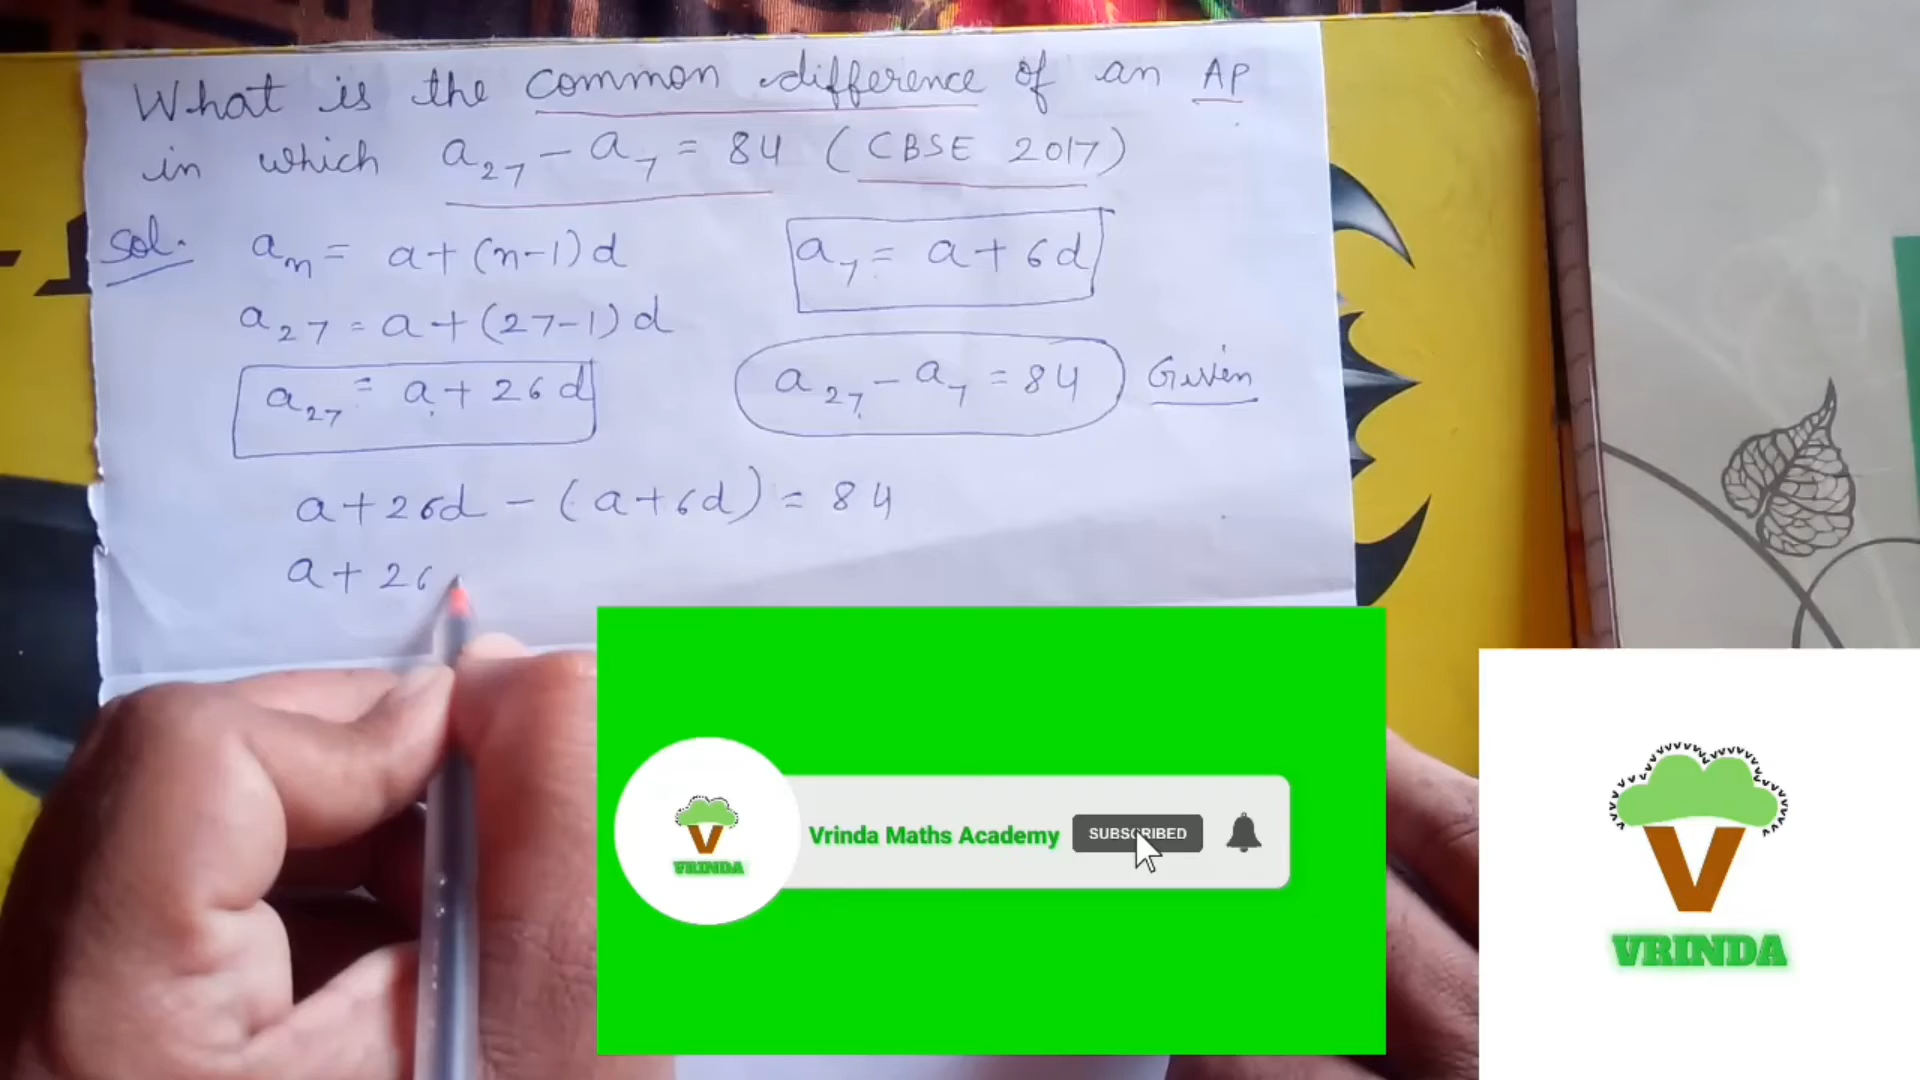 What is the common difference of an AP
in which a₂₇ - a₇ = 84 (CBSE 2017)
Sol.
aₙ = a + (n-1)d
a₂₇ = a + (27-1)d
a₂₇ = a + 26d
a₇ = a + 6d
a₂₇ - a₇ = 84 Given
a + 26d - (a + 6d) = 84
a + 26
VRINDA
Vrinda Maths Academy SUBSCRIBED
V
VRINDA